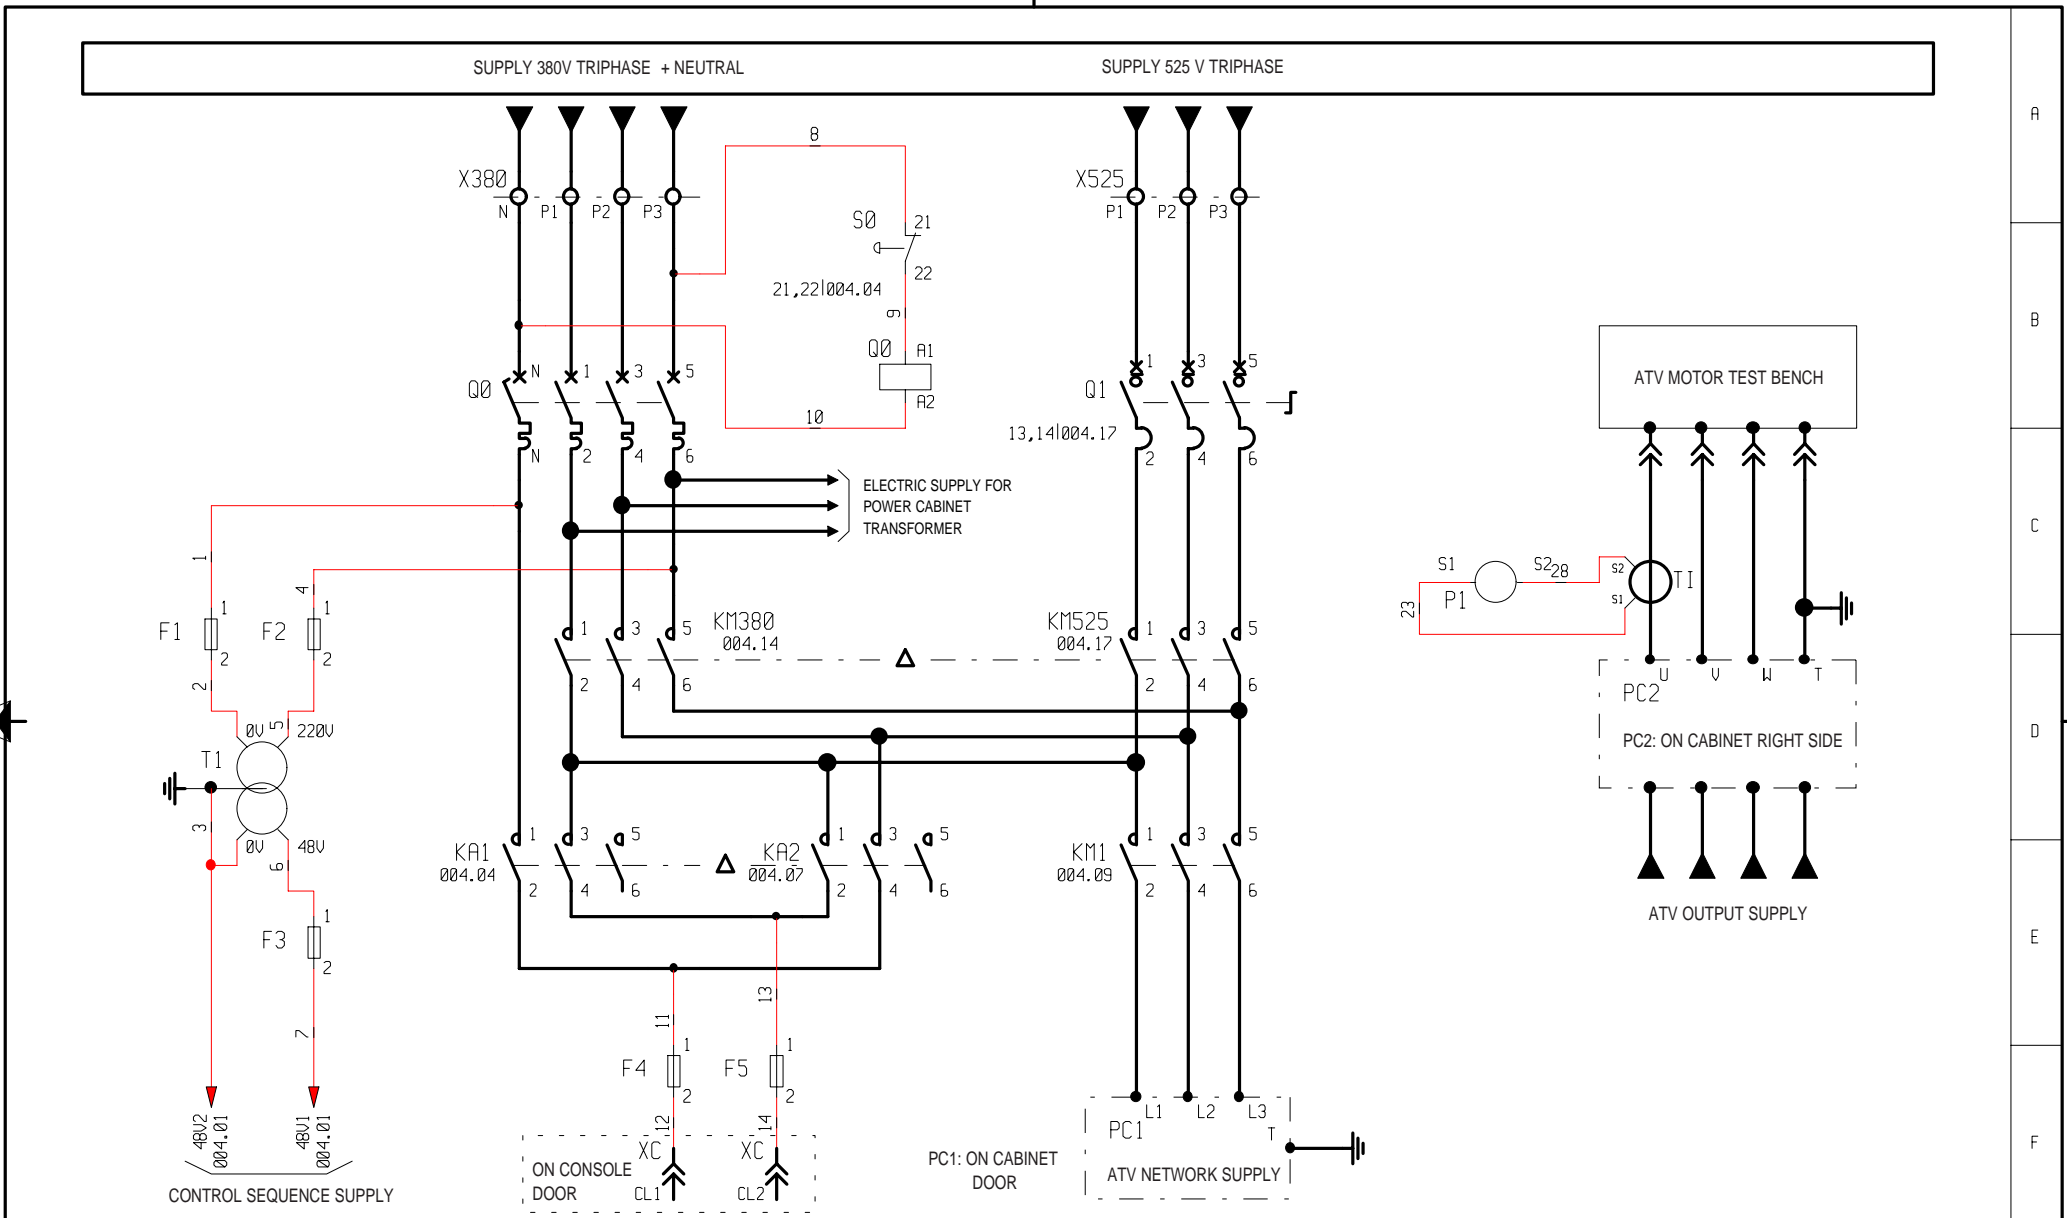 SUPPLY 380V TRIPHASE + NEUTRAL
SUPPLY 525 V TRIPHASE
A
B
C
D
E
F
X380
N
P1
P2
P3
8
S0
21
22
21,22|004.04
9
Q0
A1
A2
10
X525
P1
P2
P3
Q0
N
1
3
5
N
2
4
6
Q1
1
3
5
13,14|004.17
2
4
6
ELECTRIC SUPPLY FOR
POWER CABINET
TRANSFORMER
ATV MOTOR TEST BENCH
S1
S2
28
P1
23
S2
S1
TI
1
4
F1
1
2
F2
1
2
2
5
0V
220V
T1
3
0V
48V
6
F3
1
2
7
48V2
004.01
48V1
004.01
CONTROL SEQUENCE SUPPLY
KM380
004.14
1
3
5
2
4
6
KM525
004.17
1
3
5
2
4
6
U
V
W
T
PC2
PC2: ON CABINET RIGHT SIDE
ATV OUTPUT SUPPLY
KA1
004.04
1
3
5
2
4
6
KA2
004.07
1
3
5
2
4
6
KM1
004.09
1
3
5
2
4
6
11
13
F4
1
2
F5
1
2
12
14
XC
XC
ON CONSOLE
DOOR
CL1
CL2
PC1: ON CABINET
DOOR
L1
L2
L3
PC1
T
ATV NETWORK SUPPLY